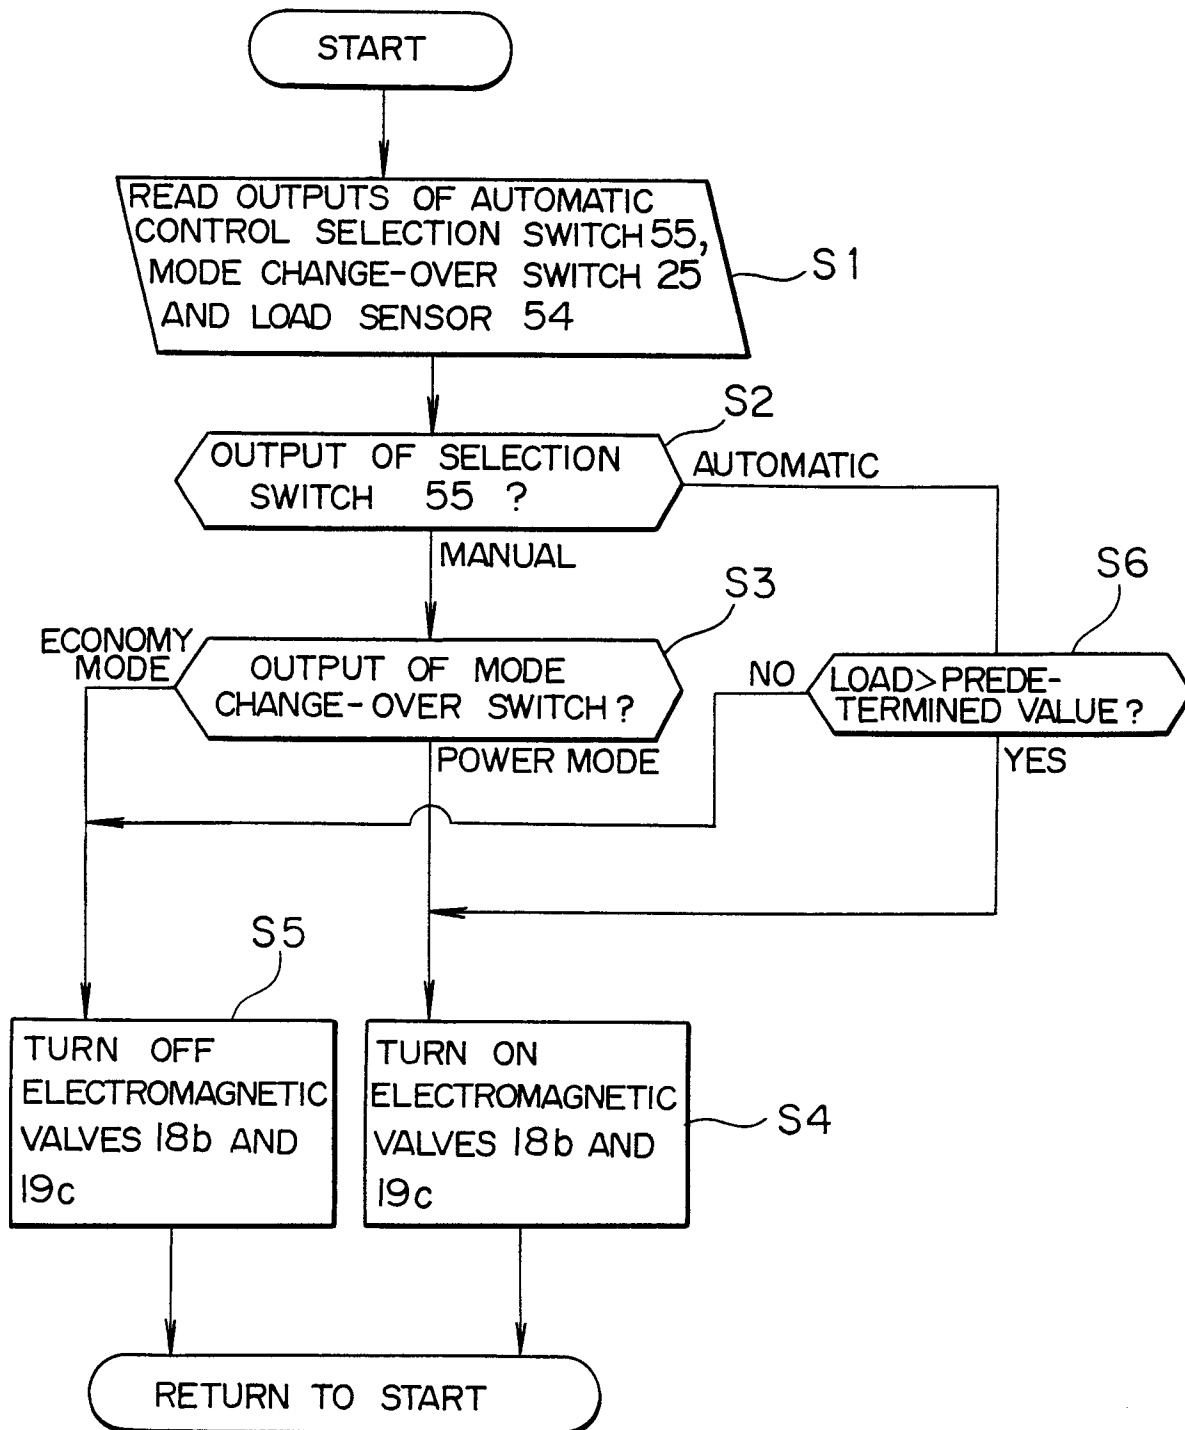 START
READ OUTPUTS OF AUTOMATIC
CONTROL SELECTION SWITCH 55,
MODE CHANGE-OVER SWITCH 25
AND LOAD SENSOR 54
S1
S2
OUTPUT OF SELECTION
SWITCH 55 ?
AUTOMATIC
MANUAL
S3
S6
ECONOMY
MODE
OUTPUT OF MODE
CHANGE-OVER SWITCH?
NO
LOAD>PREDE-
TERMINED VALUE?
POWER MODE
YES
S5
TURN OFF
ELECTROMAGNETIC
VALVES 18b AND
19c
TURN ON
ELECTROMAGNETIC
VALVES 18b AND
19c
S4
RETURN TO START